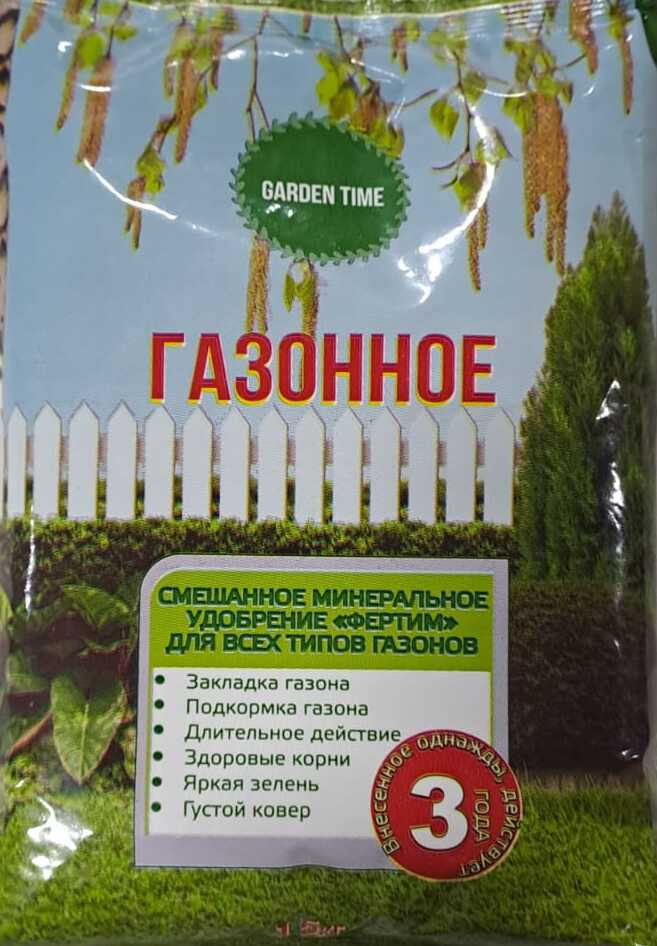 GARDEN TIME
ГАЗОННОЕ
СМЕШАННОЕ МИНЕРАЛЬНОЕ
УДОБРЕНИЕ «ФЕРТИМ»
ДЛЯ ВСЕХ ТИПОВ ГАЗОНОВ
• Закладка газона
• Подкормка газона
• Длительное действие
• Здоровые корни
• Яркая зелень
• Густой ковер
Внесенное однажды, действует
3
ГОДА